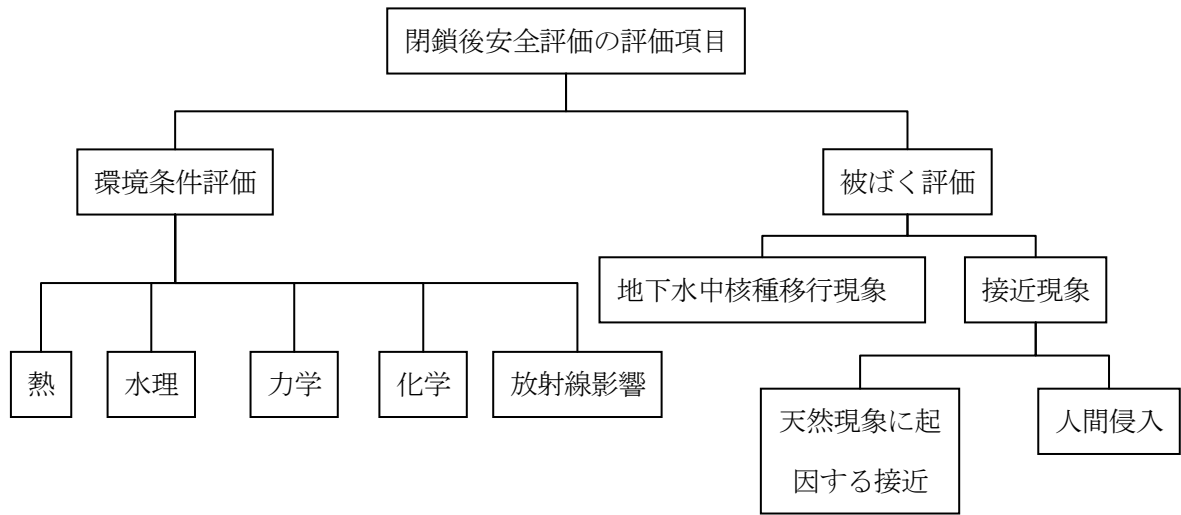 閉鎖後安全評価の評価項目
環境条件評価
被ばく評価
地下水中核種移行現象
接近現象
熱
水理
力学
化学
放射線影響
天然現象に起
因する接近
人間侵入